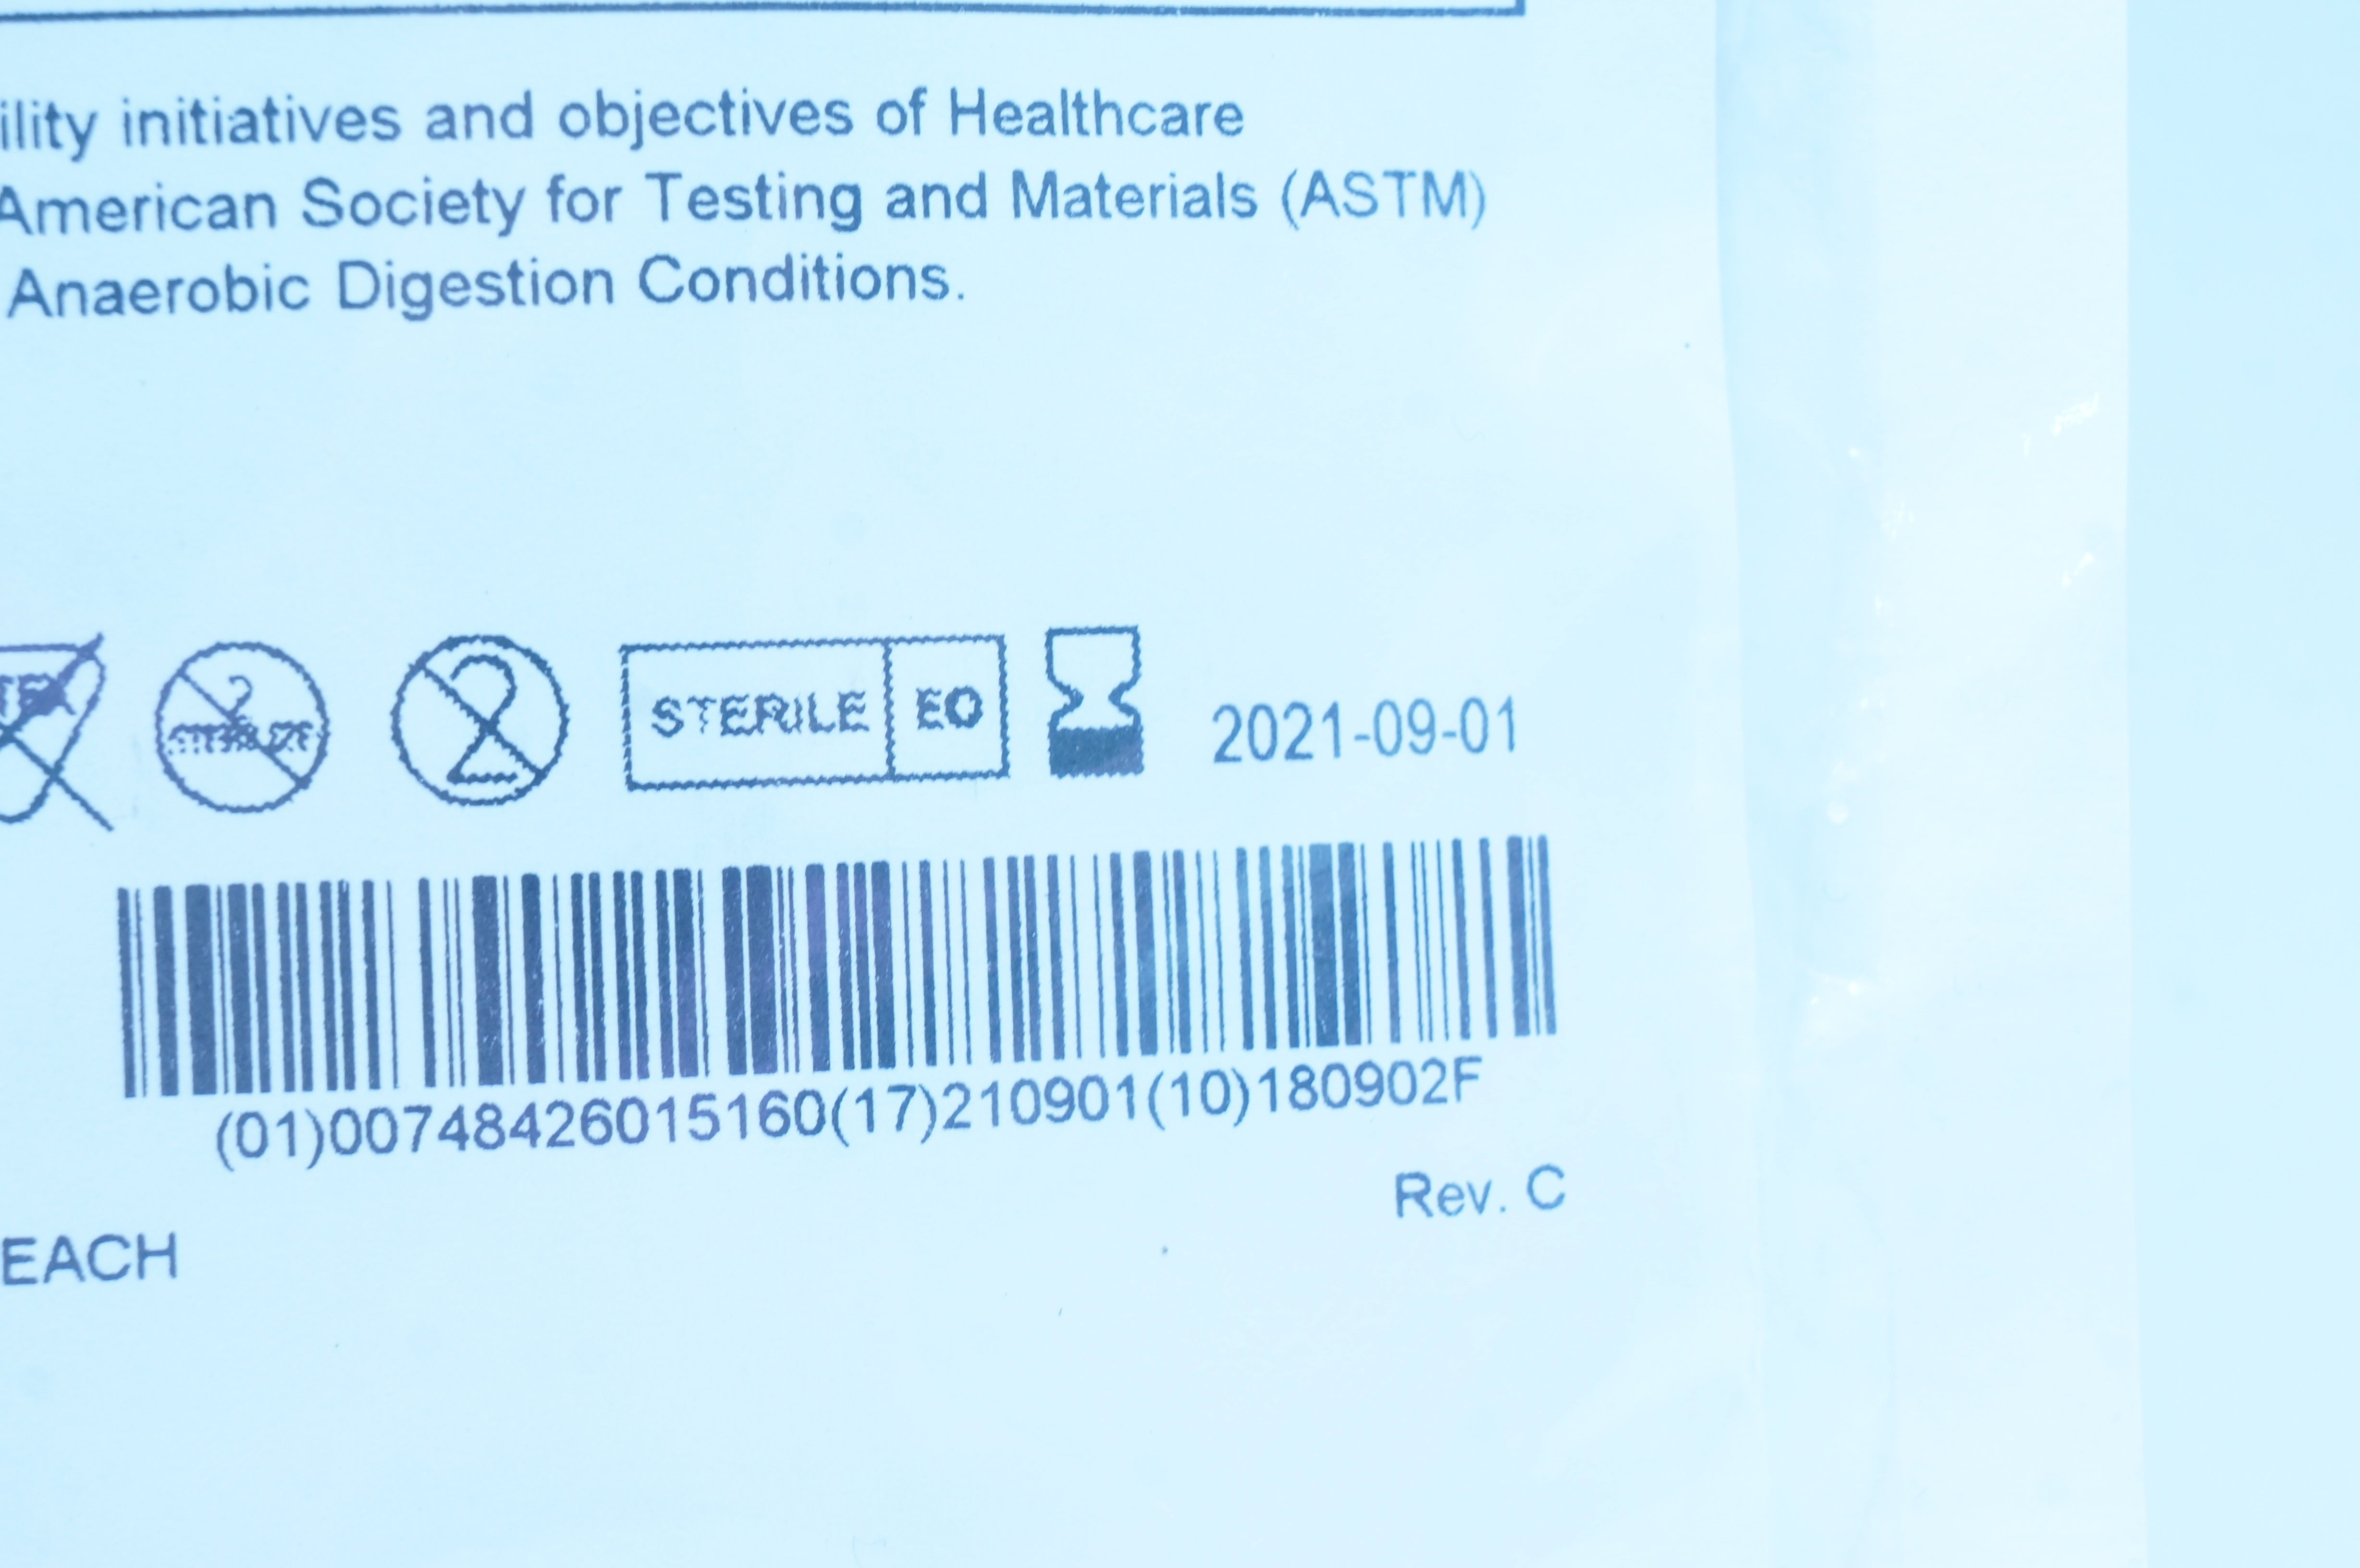 ility initiatives and objectives of Healthcare
American Society for Testing and Materials (ASTM)
Anaerobic Digestion Conditions.
2 STERILE EO 2021-09-01
(01)00748426015160(17)210901(10)180902F
Rev. C
EACH